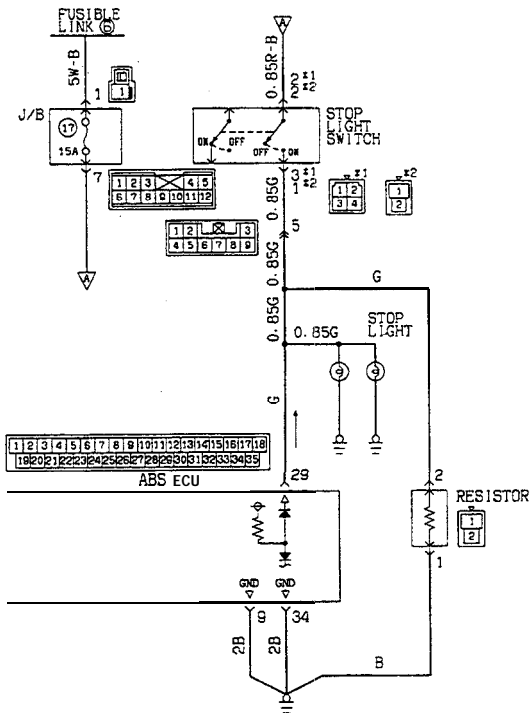 FUSIBLE
LINK ⑥
A
5W-B
0.85R-B
1
1
2 *1
2 *2
J/B
17
15A
7
ON
OFF
OFF
ON
STOP
LIGHT
SWITCH
3 *1
1 *2
1 2 3 4 5
6 7 8 9 10 11 12
*1
1 2
3 4
*2
1
2
0.85G
5
1 2 3
4 5 6 7 8 9
A
0.85G
G
0.85G
0.85G
STOP
LIGHT
G
1 2 3 4 5 6 7 8 9 10 11 12 13 14 15 16 17 18
19 20 21 22 23 24 25 26 27 28 29 30 31 32 33 34 35
ABS ECU
29
2
RESISTOR
1
2
1
GND
GND
9
34
2B
2B
B